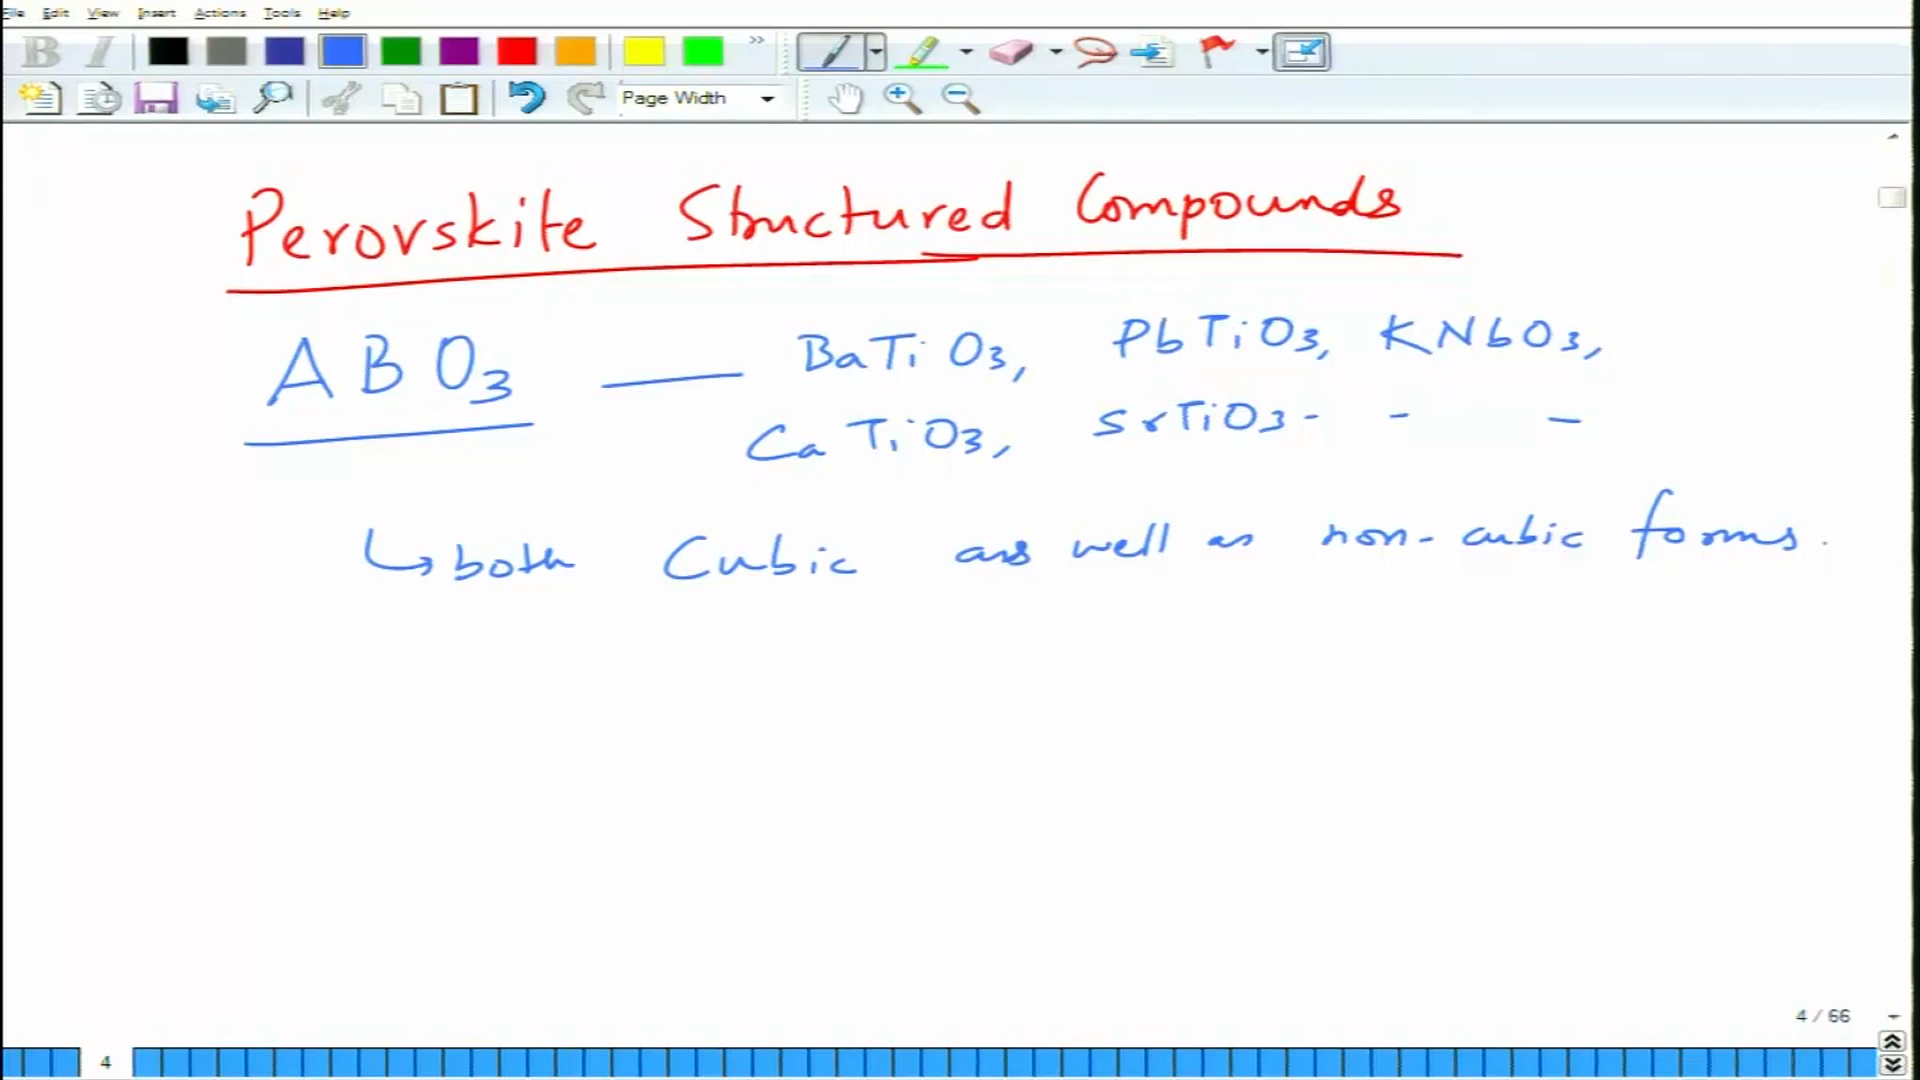 File Edit View Insert Actions Tools Help
B I
Page Width
Perovskite Structured Compounds
ABO3 — BaTiO3, PbTiO3, KNbO3,
CaTiO3, SrTiO3 - - -
↳ both Cubic as well as non-cubic forms.
4 / 66
4